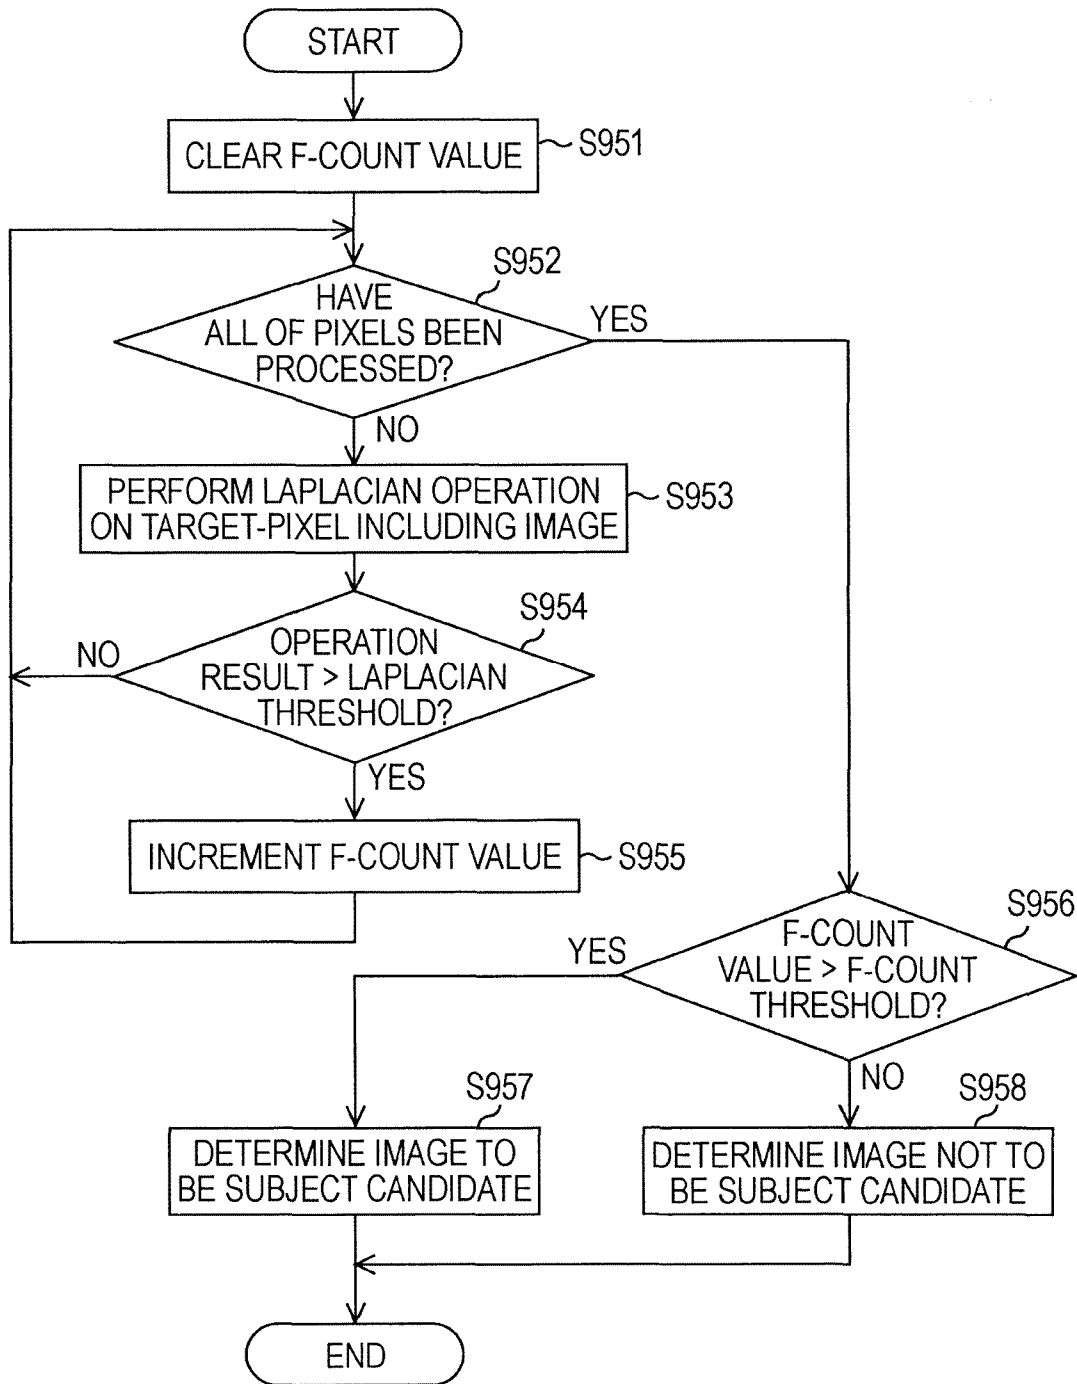 START
CLEAR F-COUNT VALUE
S951
S952
HAVE
ALL OF PIXELS BEEN
PROCESSED?
YES
NO
PERFORM LAPLACIAN OPERATION
ON TARGET-PIXEL INCLUDING IMAGE
S953
S954
OPERATION
RESULT > LAPLACIAN
THRESHOLD?
NO
YES
INCREMENT F-COUNT VALUE
S955
S956
F-COUNT
VALUE > F-COUNT
THRESHOLD?
YES
NO
S957
DETERMINE IMAGE TO
BE SUBJECT CANDIDATE
S958
DETERMINE IMAGE NOT TO
BE SUBJECT CANDIDATE
END